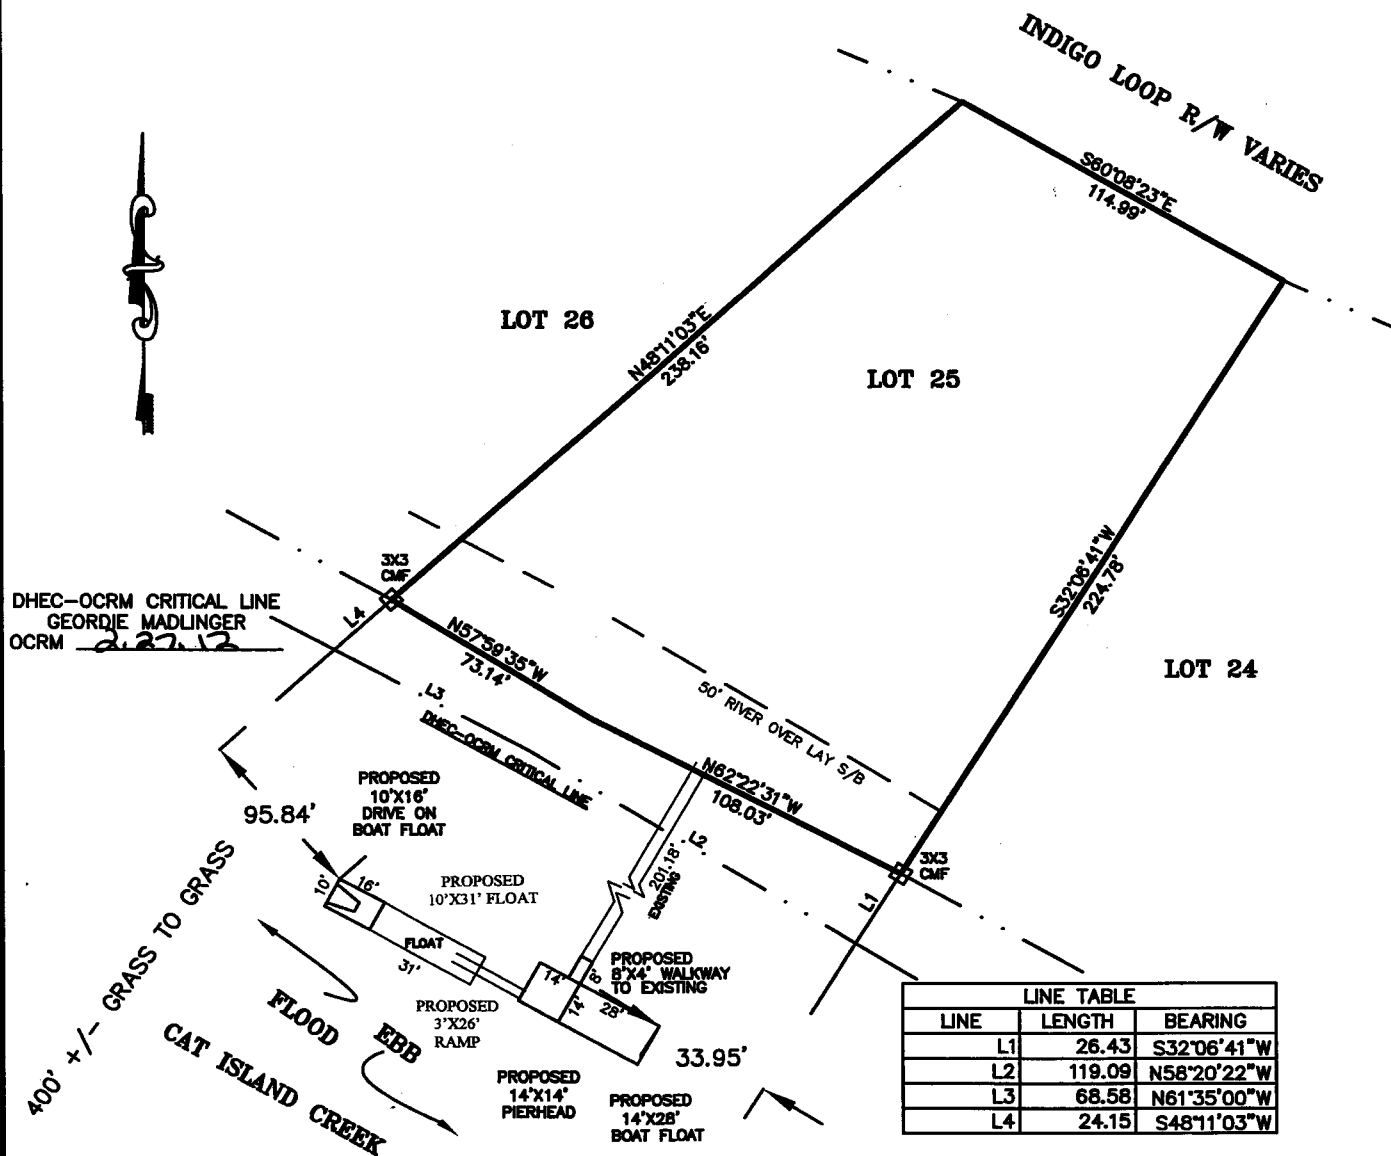 INDIGO LOOP R/W VARIES
S60°08'23"E
114.99'
LOT 26
N48°11'03"E
238.16'
LOT 25
S32°06'41"W
224.78'
LOT 24
3X3
CMF
DHEC-OCRM CRITICAL LINE
GEORDIE MADLINGER
OCRM 2.27.12
L4
N57°59'35"W
73.14'
L3
DHEC-OCRM CRITICAL LINE
50' RIVER OVER LAY S/B
N62°22'31"W
108.03'
L2
3X3
CMF
L1
95.84'
PROPOSED
10'X16'
DRIVE ON
BOAT FLOAT
201.18'
EXISTING
10'
16'
PROPOSED
10'X31' FLOAT
FLOAT
31'
400' +/- GRASS TO GRASS
FLOOD
EBB
CAT ISLAND CREEK
PROPOSED
3'X26'
RAMP
14'
14'
8'
28'
PROPOSED
8'X4' WALKWAY
TO EXISTING
33.95'
PROPOSED
14'X14'
PIERHEAD
PROPOSED
14'X28'
BOAT FLOAT
LINE TABLE
LINE LENGTH BEARING
L1 26.43 S32°06'41"W
L2 119.09 N58°20'22"W
L3 68.58 N61°35'00"W
L4 24.15 S48°11'03"W